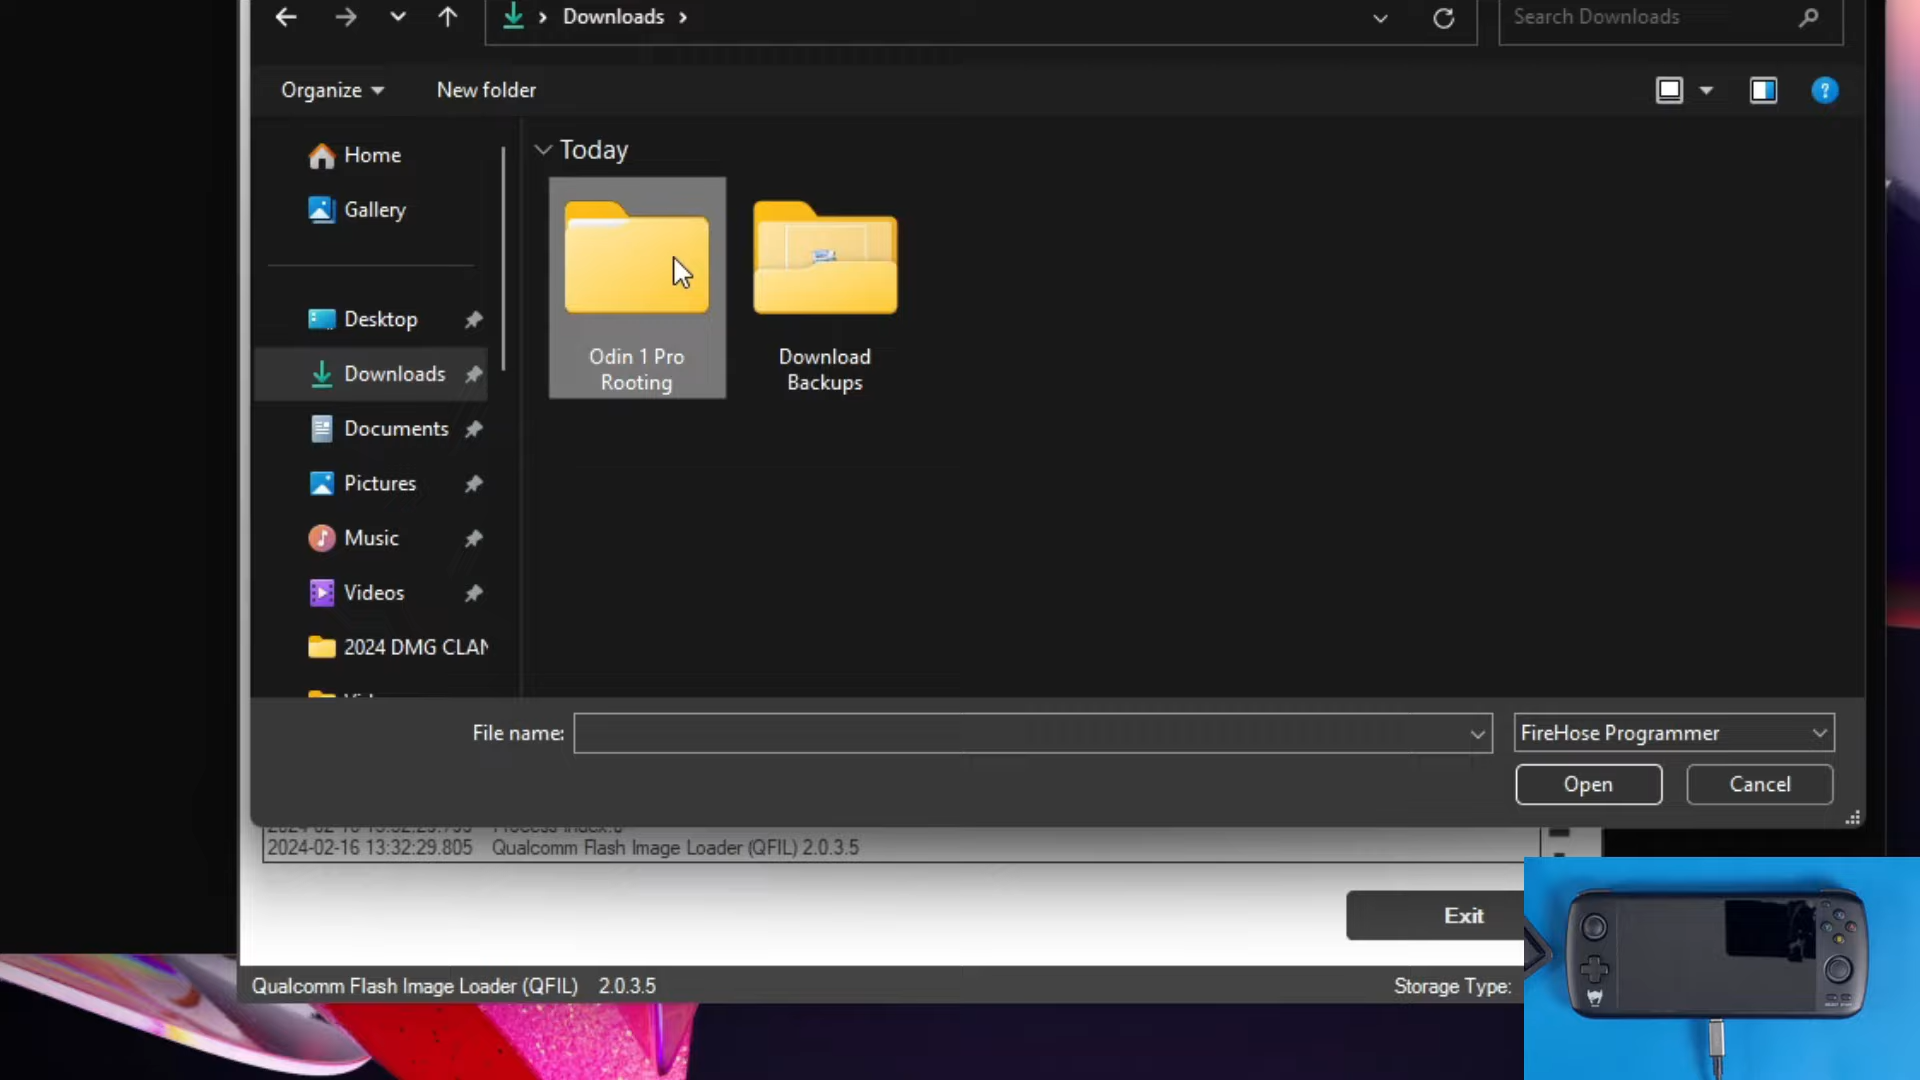 Downloads
Search Downloads
Organize
New folder
Home
Gallery
Desktop
Downloads
Documents
Pictures
Music
Videos
2024 DMG CLAN
Today
Odin 1 Pro
Rooting
Download
Backups
File name:
FireHose Programmer
Open
Cancel
2024-02-16 13:32:29.805 Qualcomm Flash Image Loader (QFIL) 2.0.3.5
Exit
Qualcomm Flash Image Loader (QFIL) 2.0.3.5
Storage Type: